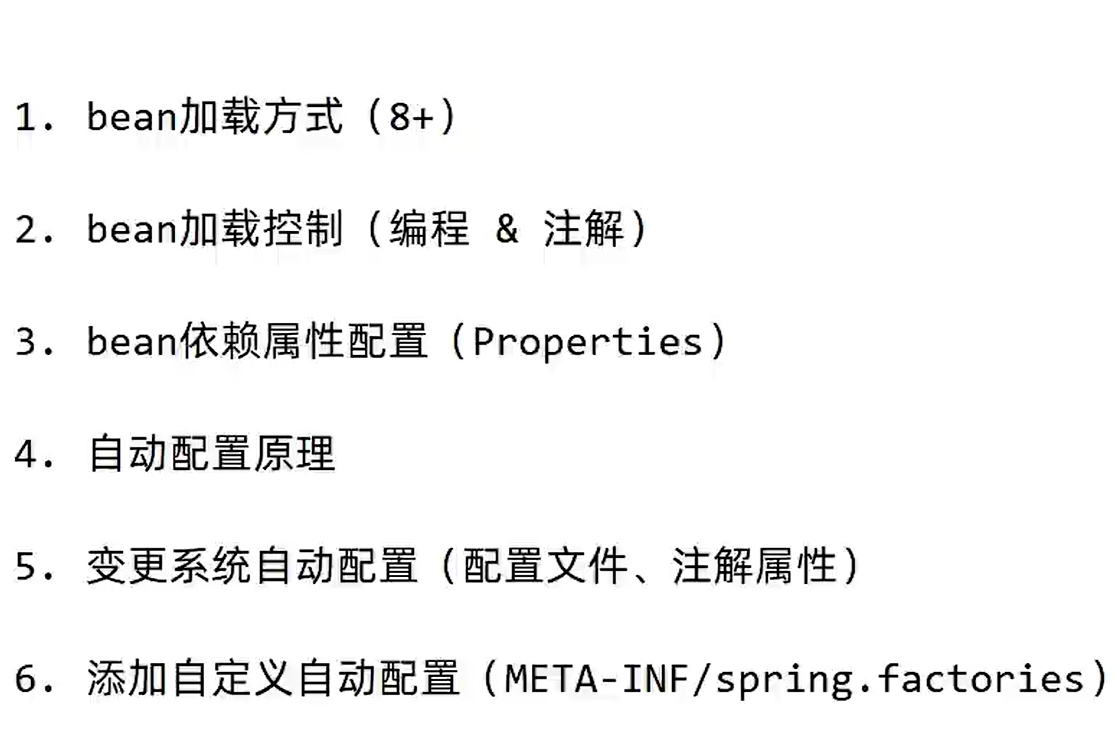 1. bean加载方式（8+）
2. bean加载控制（编程 & 注解）
3. bean依赖属性配置（Properties）
4. 自动配置原理
5. 变更系统自动配置（配置文件、注解属性）
6. 添加自定义自动配置（META-INF/spring.factories）